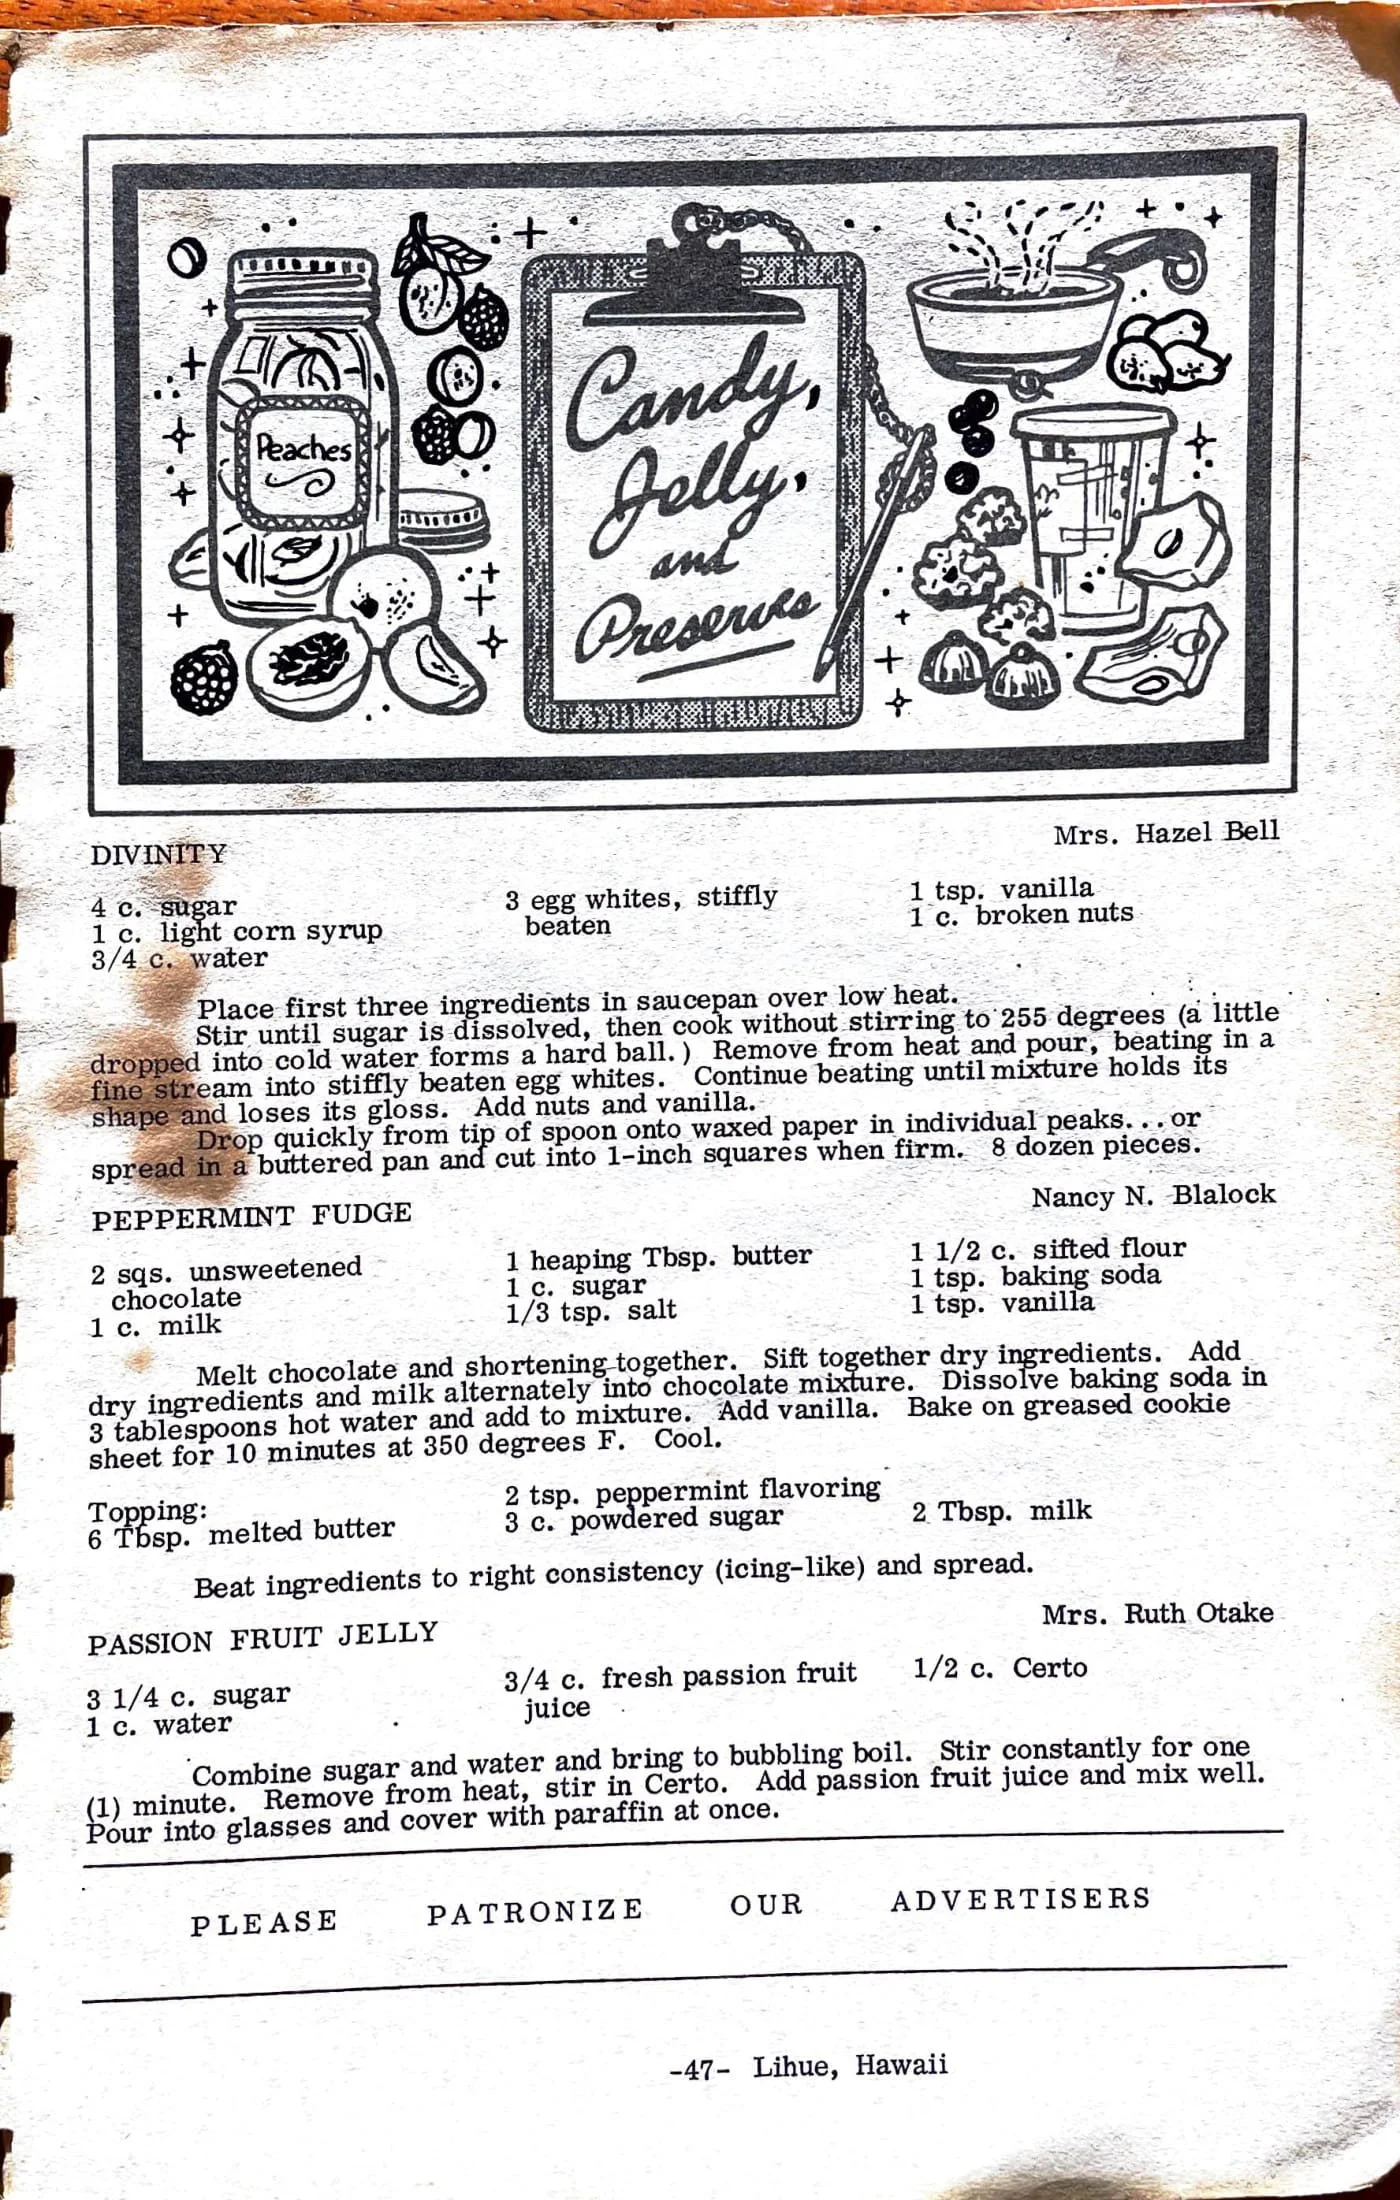 Peaches
Candy,
Jelly,
and
Preserves
DIVINITY Mrs. Hazel Bell
4 c. sugar 3 egg whites, stiffly 1 tsp. vanilla
1 c. light corn syrup beaten 1 c. broken nuts
3/4 c. water
Place first three ingredients in saucepan over low heat.
Stir until sugar is dissolved, then cook without stirring to 255 degrees (a little
dropped into cold water forms a hard ball.) Remove from heat and pour, beating in a
fine stream into stiffly beaten egg whites. Continue beating until mixture holds its
shape and loses its gloss. Add nuts and vanilla.
Drop quickly from tip of spoon onto waxed paper in individual peaks...or
spread in a buttered pan and cut into 1-inch squares when firm. 8 dozen pieces.
PEPPERMINT FUDGE Nancy N. Blalock
2 sqs. unsweetened 1 heaping Tbsp. butter 1 1/2 c. sifted flour
chocolate 1 c. sugar 1 tsp. baking soda
1 c. milk 1/3 tsp. salt 1 tsp. vanilla
Melt chocolate and shortening together. Sift together dry ingredients. Add
dry ingredients and milk alternately into chocolate mixture. Dissolve baking soda in
3 tablespoons hot water and add to mixture. Add vanilla. Bake on greased cookie
sheet for 10 minutes at 350 degrees F. Cool.
Topping: 2 tsp. peppermint flavoring
6 Tbsp. melted butter 3 c. powdered sugar 2 Tbsp. milk
Beat ingredients to right consistency (icing-like) and spread.
PASSION FRUIT JELLY Mrs. Ruth Otake
3 1/4 c. sugar 3/4 c. fresh passion fruit 1/2 c. Certo
1 c. water juice
Combine sugar and water and bring to bubbling boil. Stir constantly for one
(1) minute. Remove from heat, stir in Certo. Add passion fruit juice and mix well.
Pour into glasses and cover with paraffin at once.
PLEASE PATRONIZE OUR ADVERTISERS
-47- Lihue, Hawaii